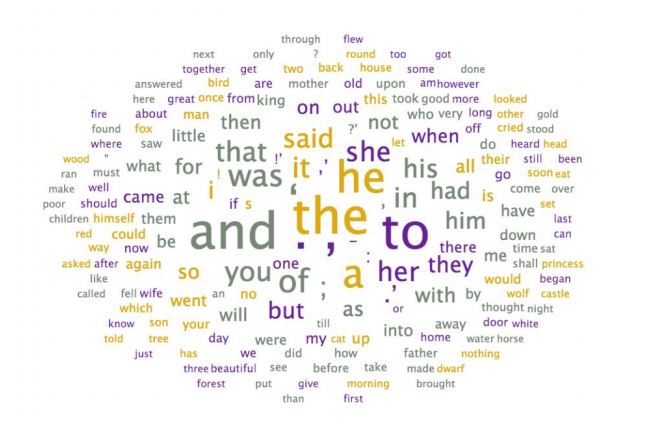 through flew
next only ? round too got
together get two back house some done
answered bird are mother old upon am however
here great once from king on out this took good more looked
fire about man then said ?' not who very long other gold
found fox little let when off cried stood
where saw that !' it ,' she do heard head
wood " what for was he his all their still been
ran must go soon eat
make well came at i ! ' , in had is come over
poor should if s the have set
children himself them and him last
red could be . , – to down can
way now there me time sat
asked after again so you one of : her they shall princess
like a would began
called fell wife an no ; .' with by wolf castle
which went but as thought night
know son your will till or into away door white
told tree day were my cat up home water horse
just has we did how father nothing
three beautiful see before take made dwarf
forest put give morning brought
than first